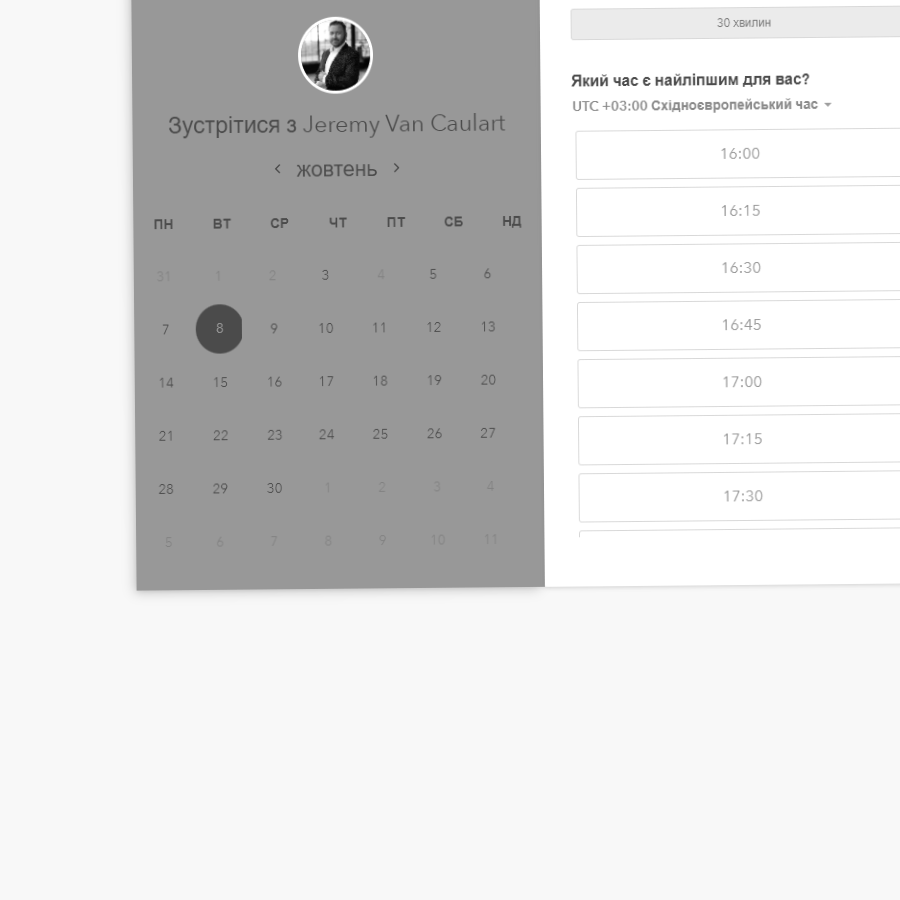 Зустрітися з Jeremy Van Caulart
жовтень
ПН ВТ СР ЧТ ПТ СБ НД
31 1 2 3 4 5 6
7 8 9 10 11 12 13
14 15 16 17 18 19 20
21 22 23 24 25 26 27
28 29 30 1 2 3 4
5 6 7 8 9 10 11
30 хвилин
Який час є найліпшим для вас?
UTC +03:00 Східноєвропейський час
16:00
16:15
16:30
16:45
17:00
17:15
17:30